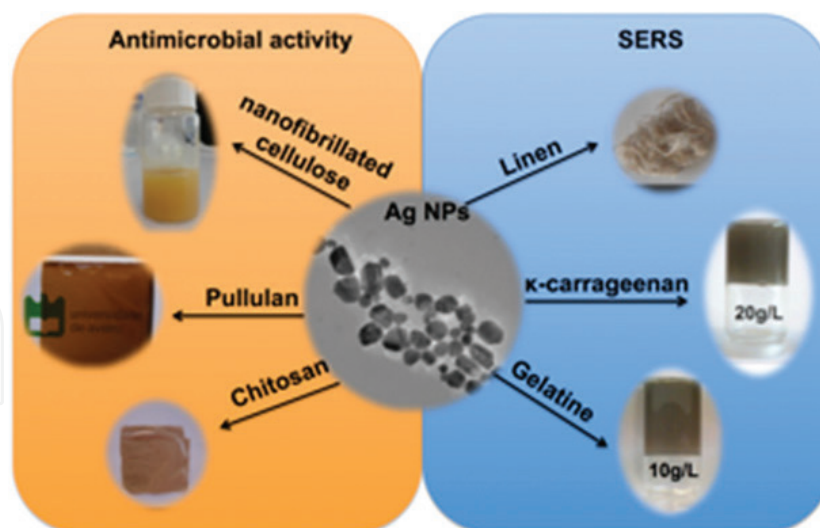 Antimicrobial activity
SERS
nanofibrillated
cellulose
Linen
Ag NPs
Pullulan
κ-carrageenan
20g/L
Chitosan
Gelatine
10g/L